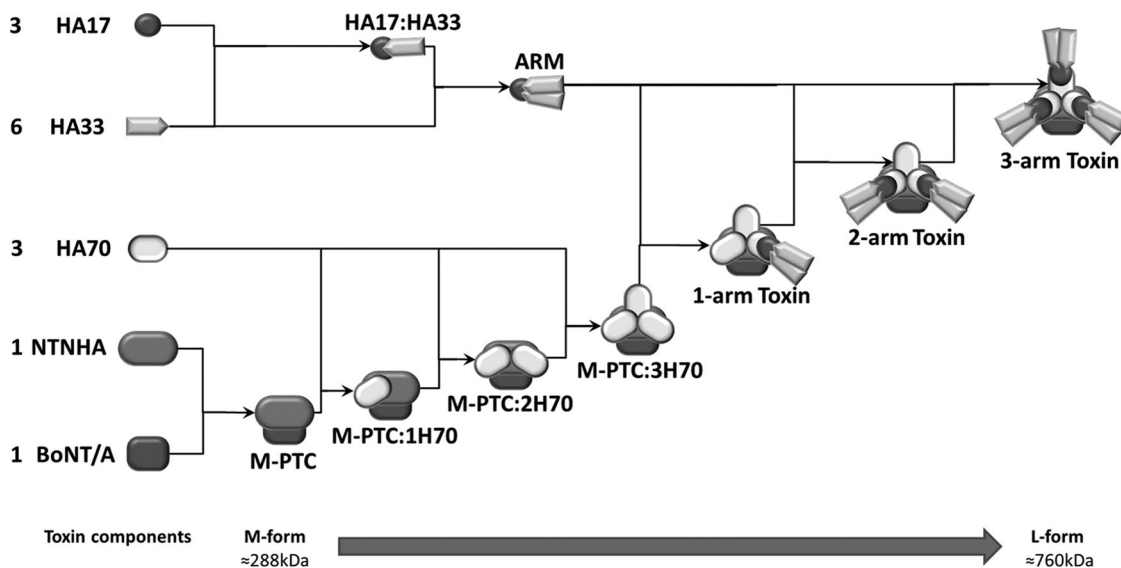 3 HA17
HA17:HA33
ARM
6 HA33
3-arm Toxin
2-arm Toxin
3 HA70
1-arm Toxin
1 NTNHA
M-PTC:3H70
M-PTC:2H70
M-PTC:1H70
1 BoNT/A
M-PTC
Toxin components
M-form
≈288kDa
L-form
≈760kDa